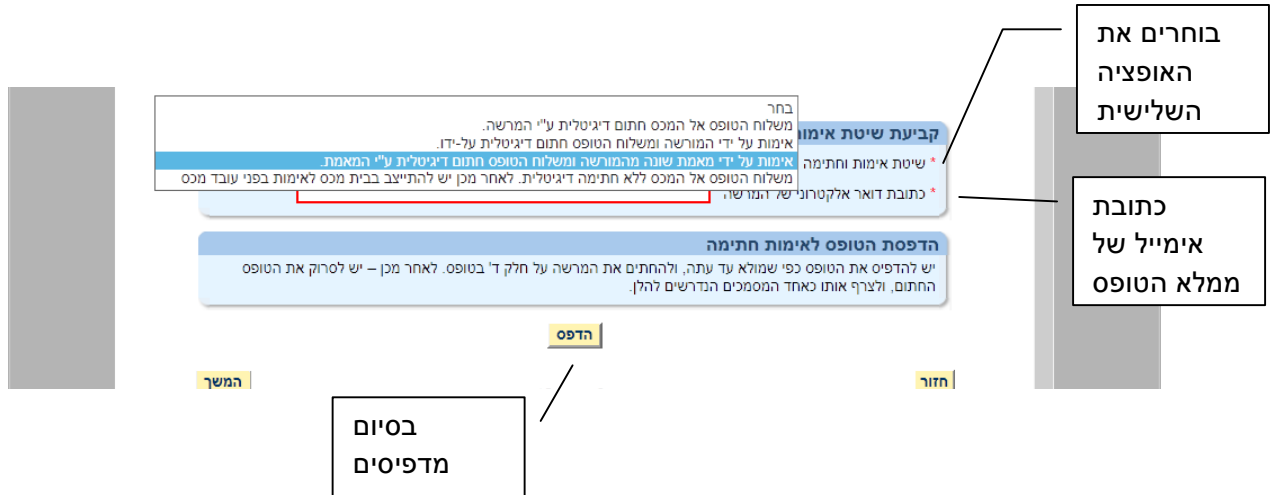 בוחרים את
האופציה
השלישית
בחר
משלוח הטופס אל המכס חתום דיגיטלית ע"י המרשה.
אימות על ידי המורשה ומשלוח הטופס חתום דיגיטלית על-ידו.
אימות על ידי מאמת שונה מהמורשה ומשלוח הטופס חתום דיגיטלית ע"י המאמת.
משלוח הטופס אל המכס ללא חתימה דיגיטלית. לאחר מכן יש להתייצב בבית מכס לאימות בפני עובד מכס
קביעת שיטת אימות
* שיטת אימות וחתימה
* כתובת דואר אלקטרוני של המרשה
כתובת
אימייל של
ממלא הטופס
הדפסת הטופס לאימות חתימה
יש להדפיס את הטופס כפי שמולא עד עתה, ולהחתים את המרשה על חלק ד' בטופס. לאחר מכן – יש לסרוק את הטופס
החתום, ולצרף אותו כאחד המסמכים הנדרשים להלן.
הדפס
חזור
המשך
בסיום
מדפיסים